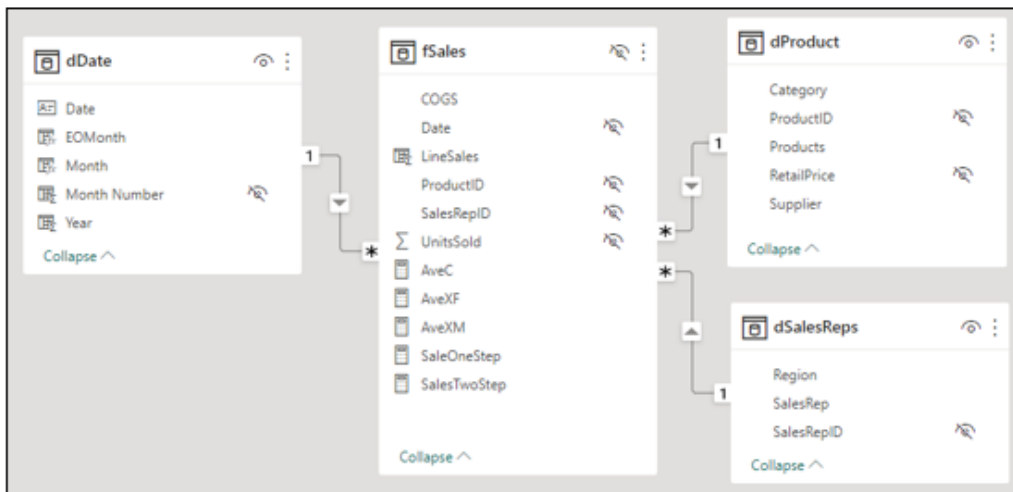 dDate
Date
EOMonth
Month
Month Number
Year
Collapse
1
*
fSales
COGS
Date
LineSales
ProductID
SalesRepID
UnitsSold
AveC
AveXF
AveXM
SaleOneStep
SalesTwoStep
Collapse
dProduct
Category
ProductID
Products
RetailPrice
Supplier
Collapse
1
*
*
1
dSalesReps
Region
SalesRep
SalesRepID
Collapse